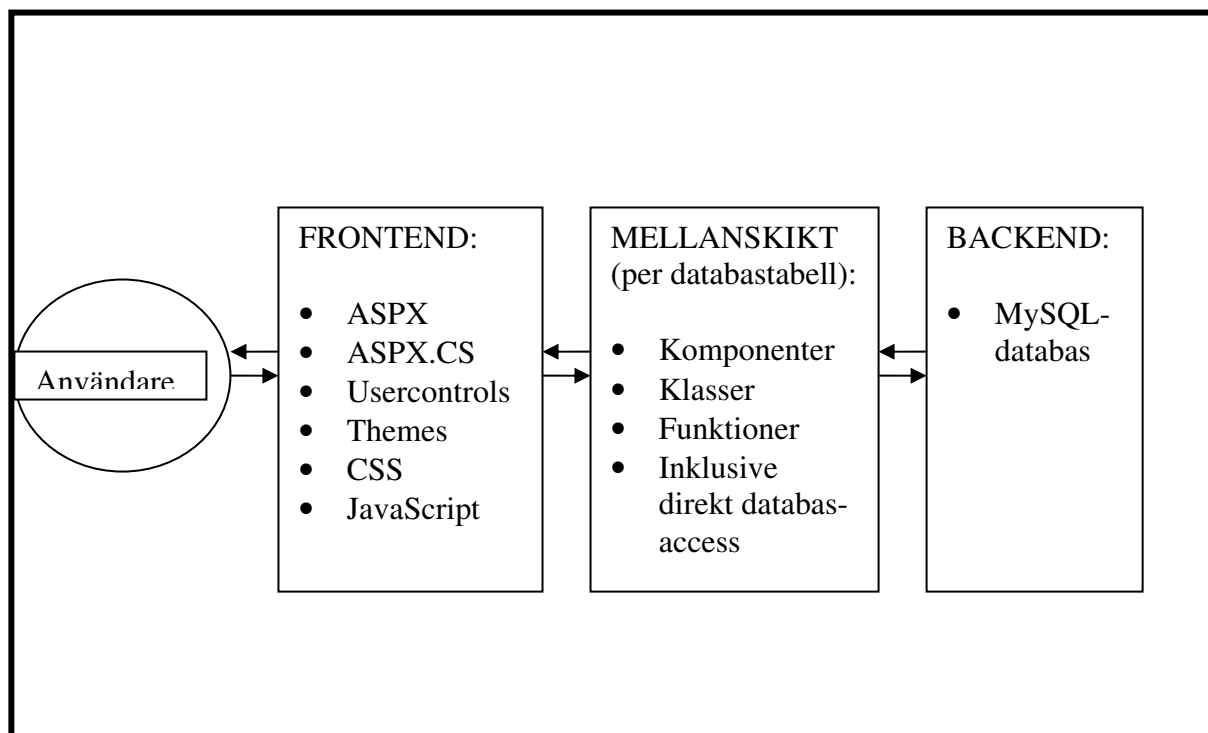 Användare
FRONTEND:
• ASPX
• ASPX.CS
• Usercontrols
• Themes
• CSS
• JavaScript
MELLANSKIKT
(per databastabell):
• Komponenter
• Klasser
• Funktioner
• Inklusive
direkt databas-
access
BACKEND:
• MySQL-
databas